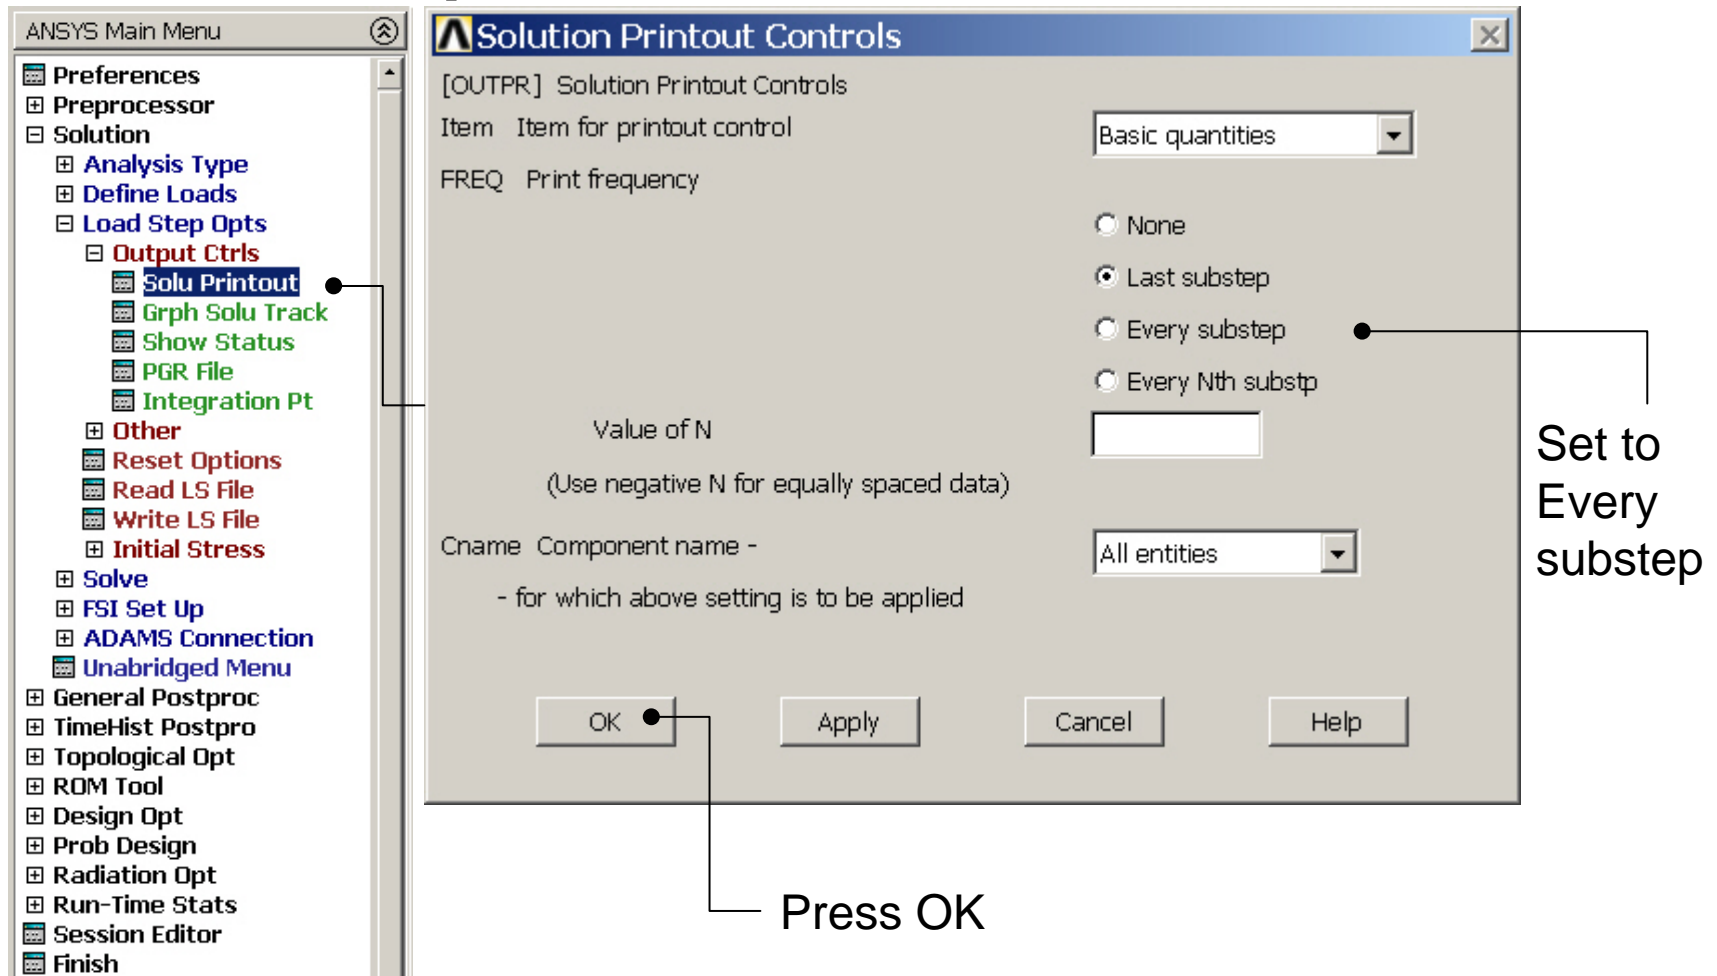 ANSYS Main Menu
Preferences
Preprocessor
Solution
Analysis Type
Define Loads
Load Step Opts
Output Ctrls
Solu Printout
Grph Solu Track
Show Status
PGR File
Integration Pt
Other
Reset Options
Read LS File
Write LS File
Initial Stress
Solve
FSI Set Up
ADAMS Connection
Unabridged Menu
General Postproc
TimeHist Postpro
Topological Opt
ROM Tool
Design Opt
Prob Design
Radiation Opt
Run-Time Stats
Session Editor
Finish
Solution Printout Controls
[OUTPR] Solution Printout Controls
Item Item for printout control
Basic quantities
FREQ Print frequency
None
Last substep
Every substep
Every Nth substp
Value of N
(Use negative N for equally spaced data)
Cname Component name -
All entities
- for which above setting is to be applied
OK
Apply
Cancel
Help
Set to
Every
substep
Press OK